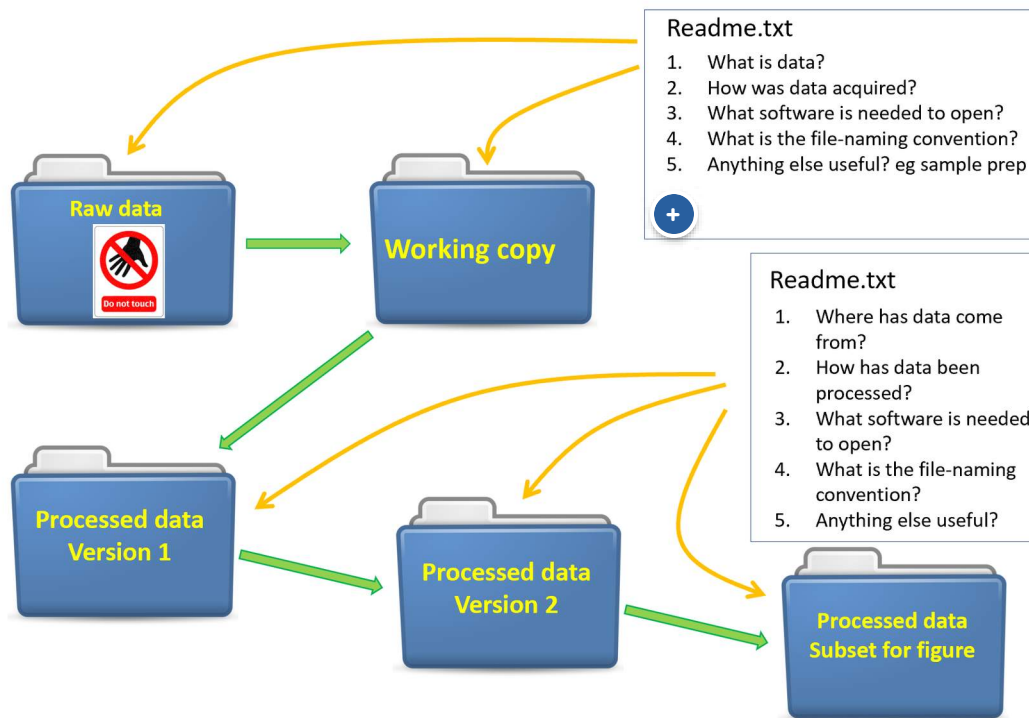 Readme.txt
1. What is data?
2. How was data acquired?
3. What software is needed to open?
4. What is the file-naming convention?
5. Anything else useful? eg sample prep
+
Raw data
Do not touch
Working copy
Readme.txt
1. Where has data come
from?
2. How has data been
processed?
3. What software is needed
to open?
4. What is the file-naming
convention?
5. Anything else useful?
Processed data
Version 1
Processed data
Version 2
Processed data
Subset for figure